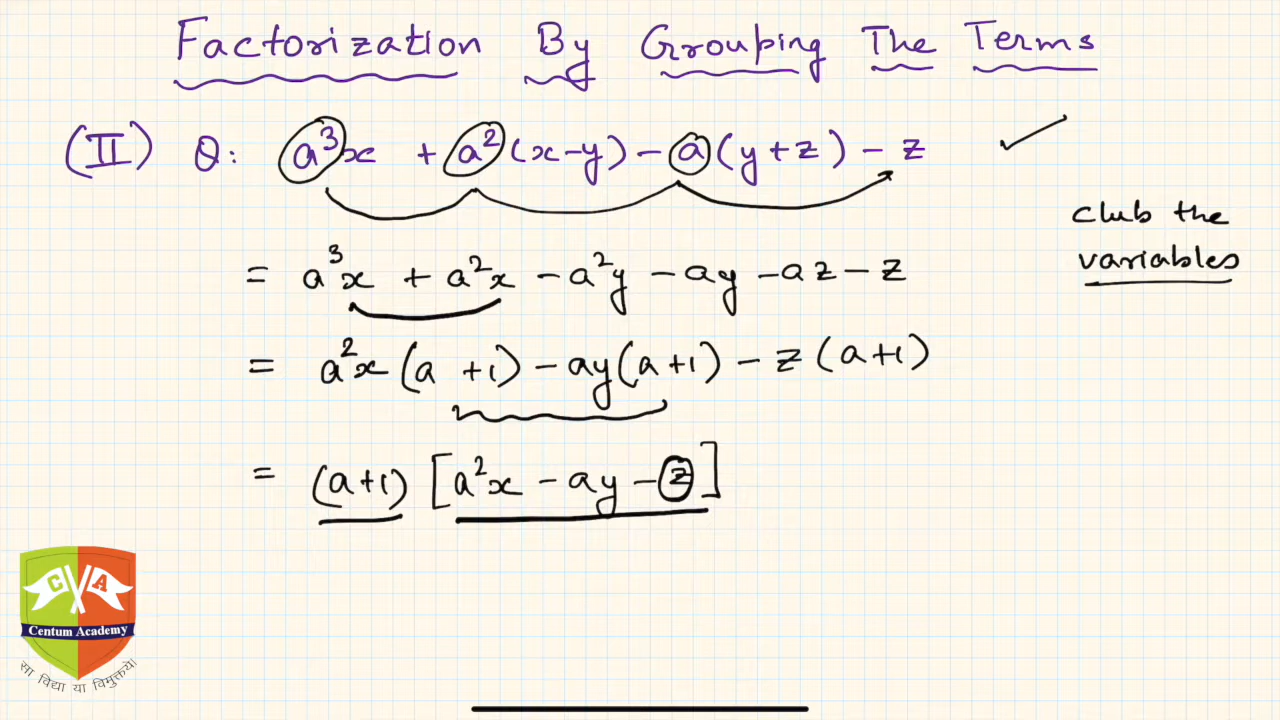 Factorization By Grouping The Terms
(II) Q: a³x + a²(x-y) - a(y+z) - z
club the
variables
= a³x + a²x - a²y - ay - az - z
= a²x(a+1) - ay(a+1) - z(a+1)
= (a+1) [a²x - ay - z]
C A
Centum Academy
सा विद्या या विमुक्तये।